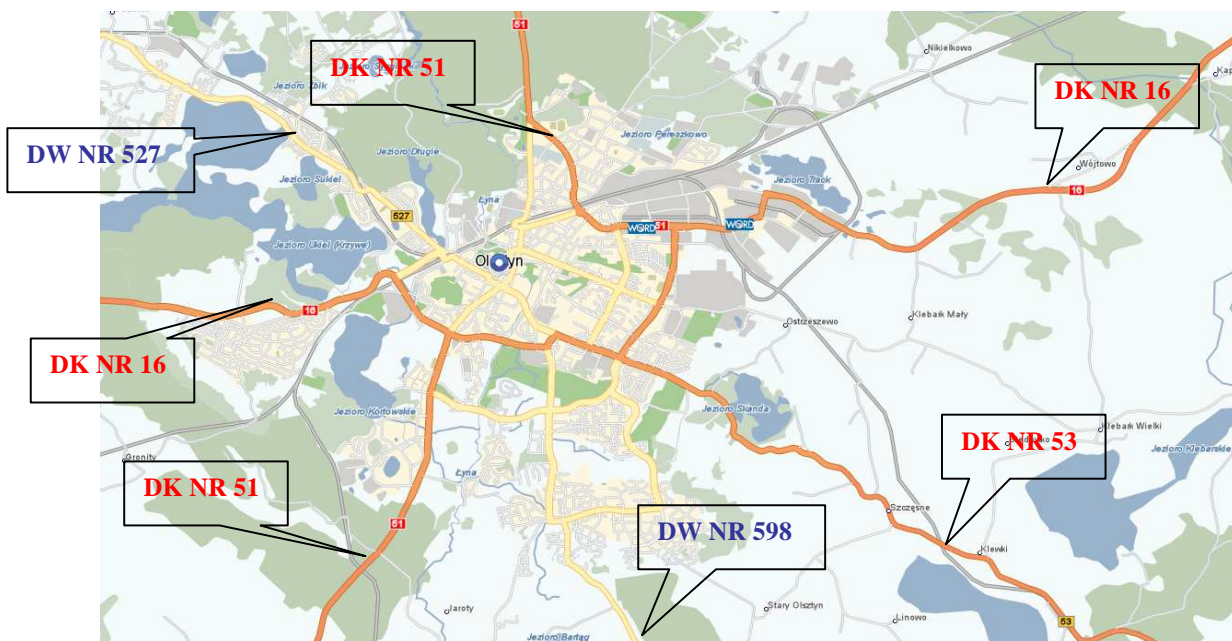 51
Nikielkowo
DK NR 51
Jezioro Żbik
DK NR 16
Jezioro Pereszkowo
DW NR 527
Jezioro Długie
Wójtowo
Jezioro Sukiel
Jezioro Track
16
Łyna
527
WORD
51
WORD
Jezioro Ukiel (Krzywe)
16
Ostrzeszewo
Klebark Mały
DK NR 16
Jezioro Kortowskie
Jezioro Skanda
DK NR 53
Klebark Wielki
Jezioro Klebarskie
Gronity
Łyna
DK NR 51
51
Szczęsne
DW NR 598
Klewki
Jaroty
Stary Olsztyn
Linowo
53
Jezioro Bartąg